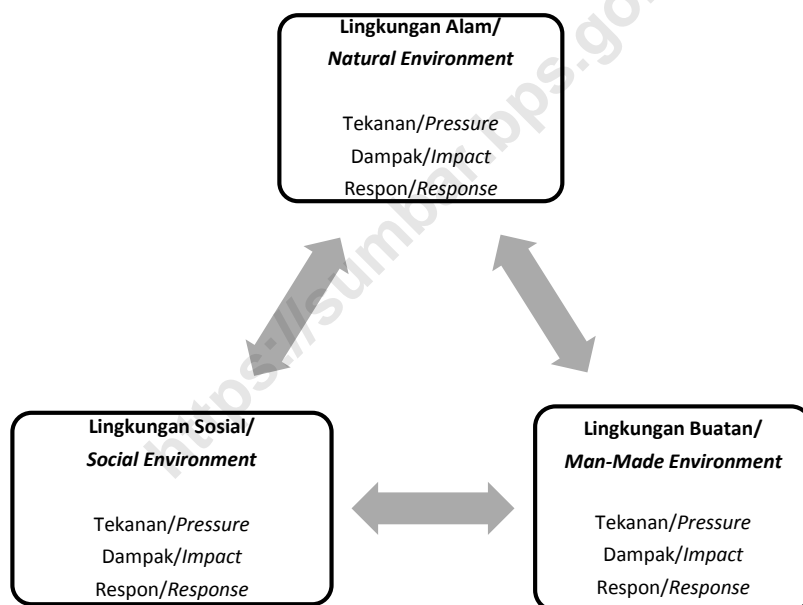 Lingkungan Alam/
Natural Environment
Tekanan/Pressure
Dampak/Impact
Respon/Response
Lingkungan Sosial/
Social Environment
Tekanan/Pressure
Dampak/Impact
Respon/Response
Lingkungan Buatan/
Man-Made Environment
Tekanan/Pressure
Dampak/Impact
Respon/Response
https://sumbar.bps.go